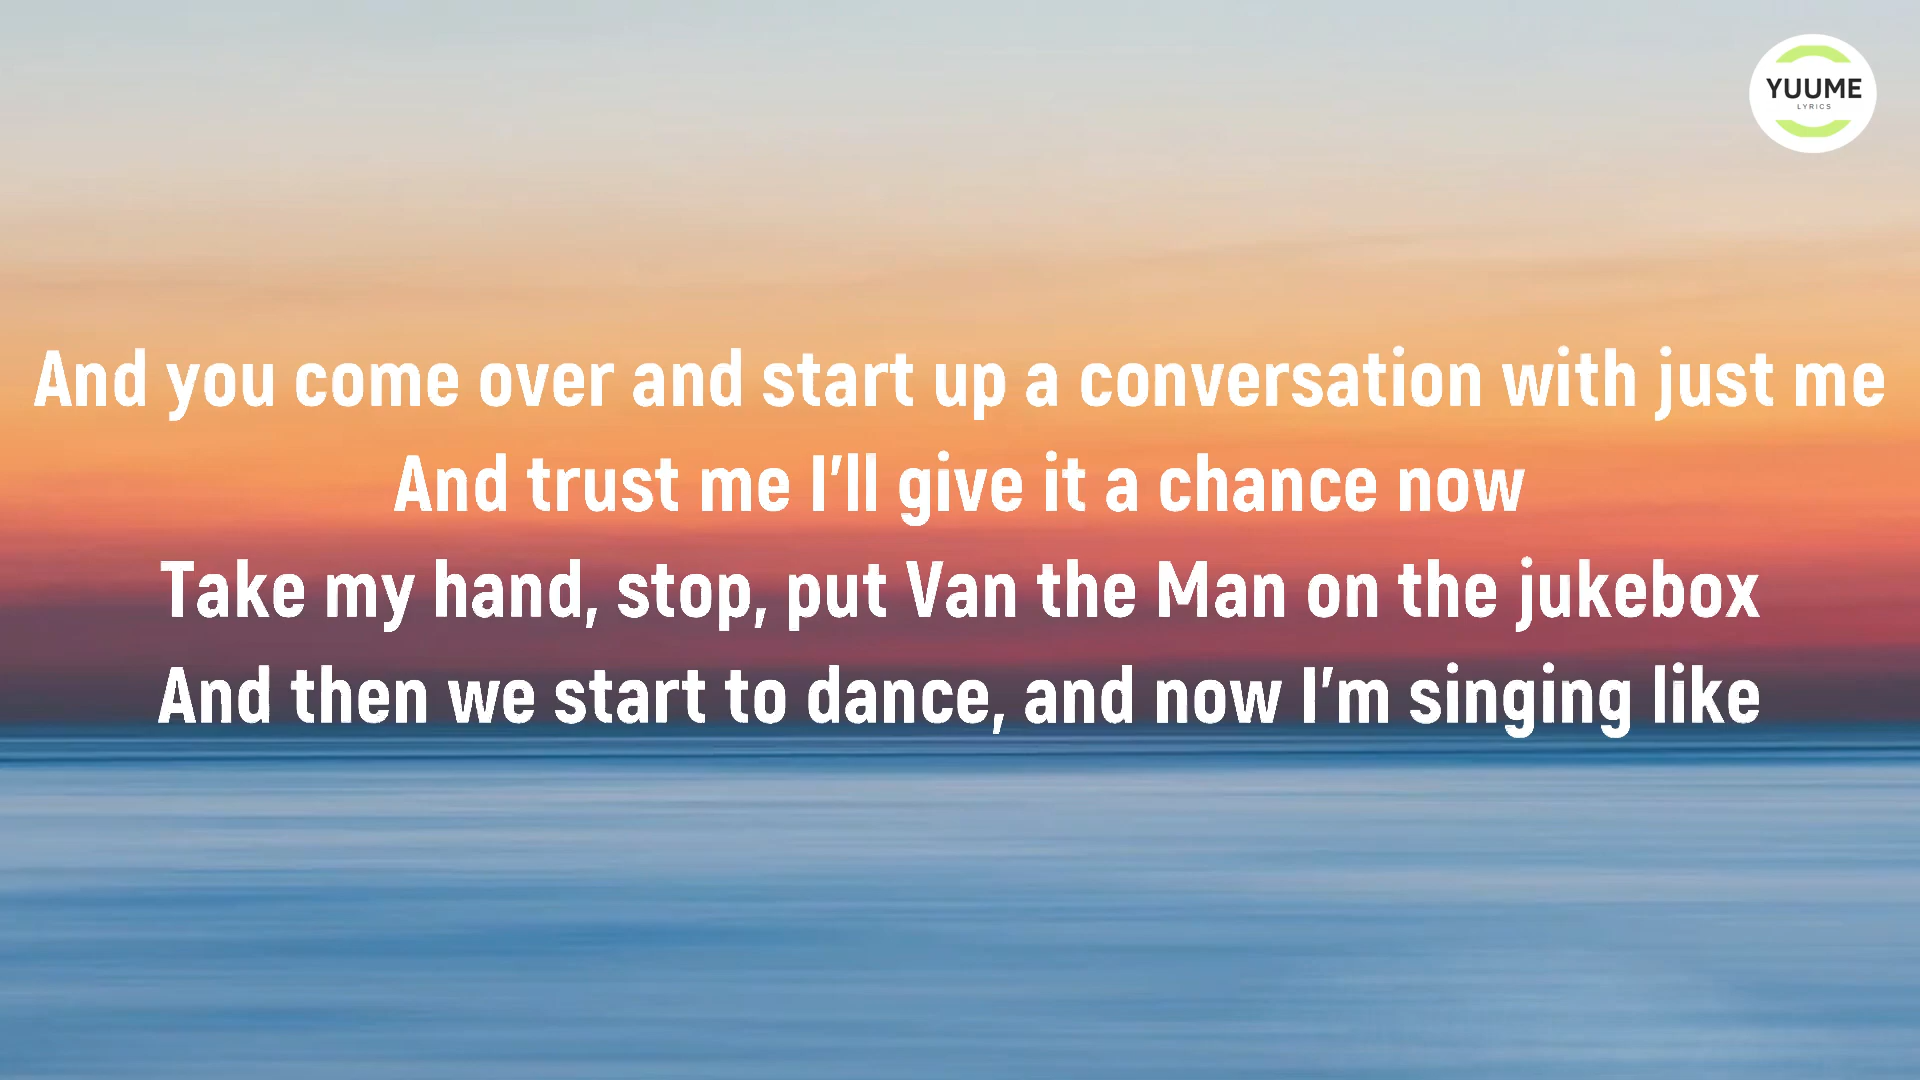 YUUME
LYRICS
And you come over and start up a conversation with just me
And trust me I'll give it a chance now
Take my hand, stop, put Van the Man on the jukebox
And then we start to dance, and now I'm singing like